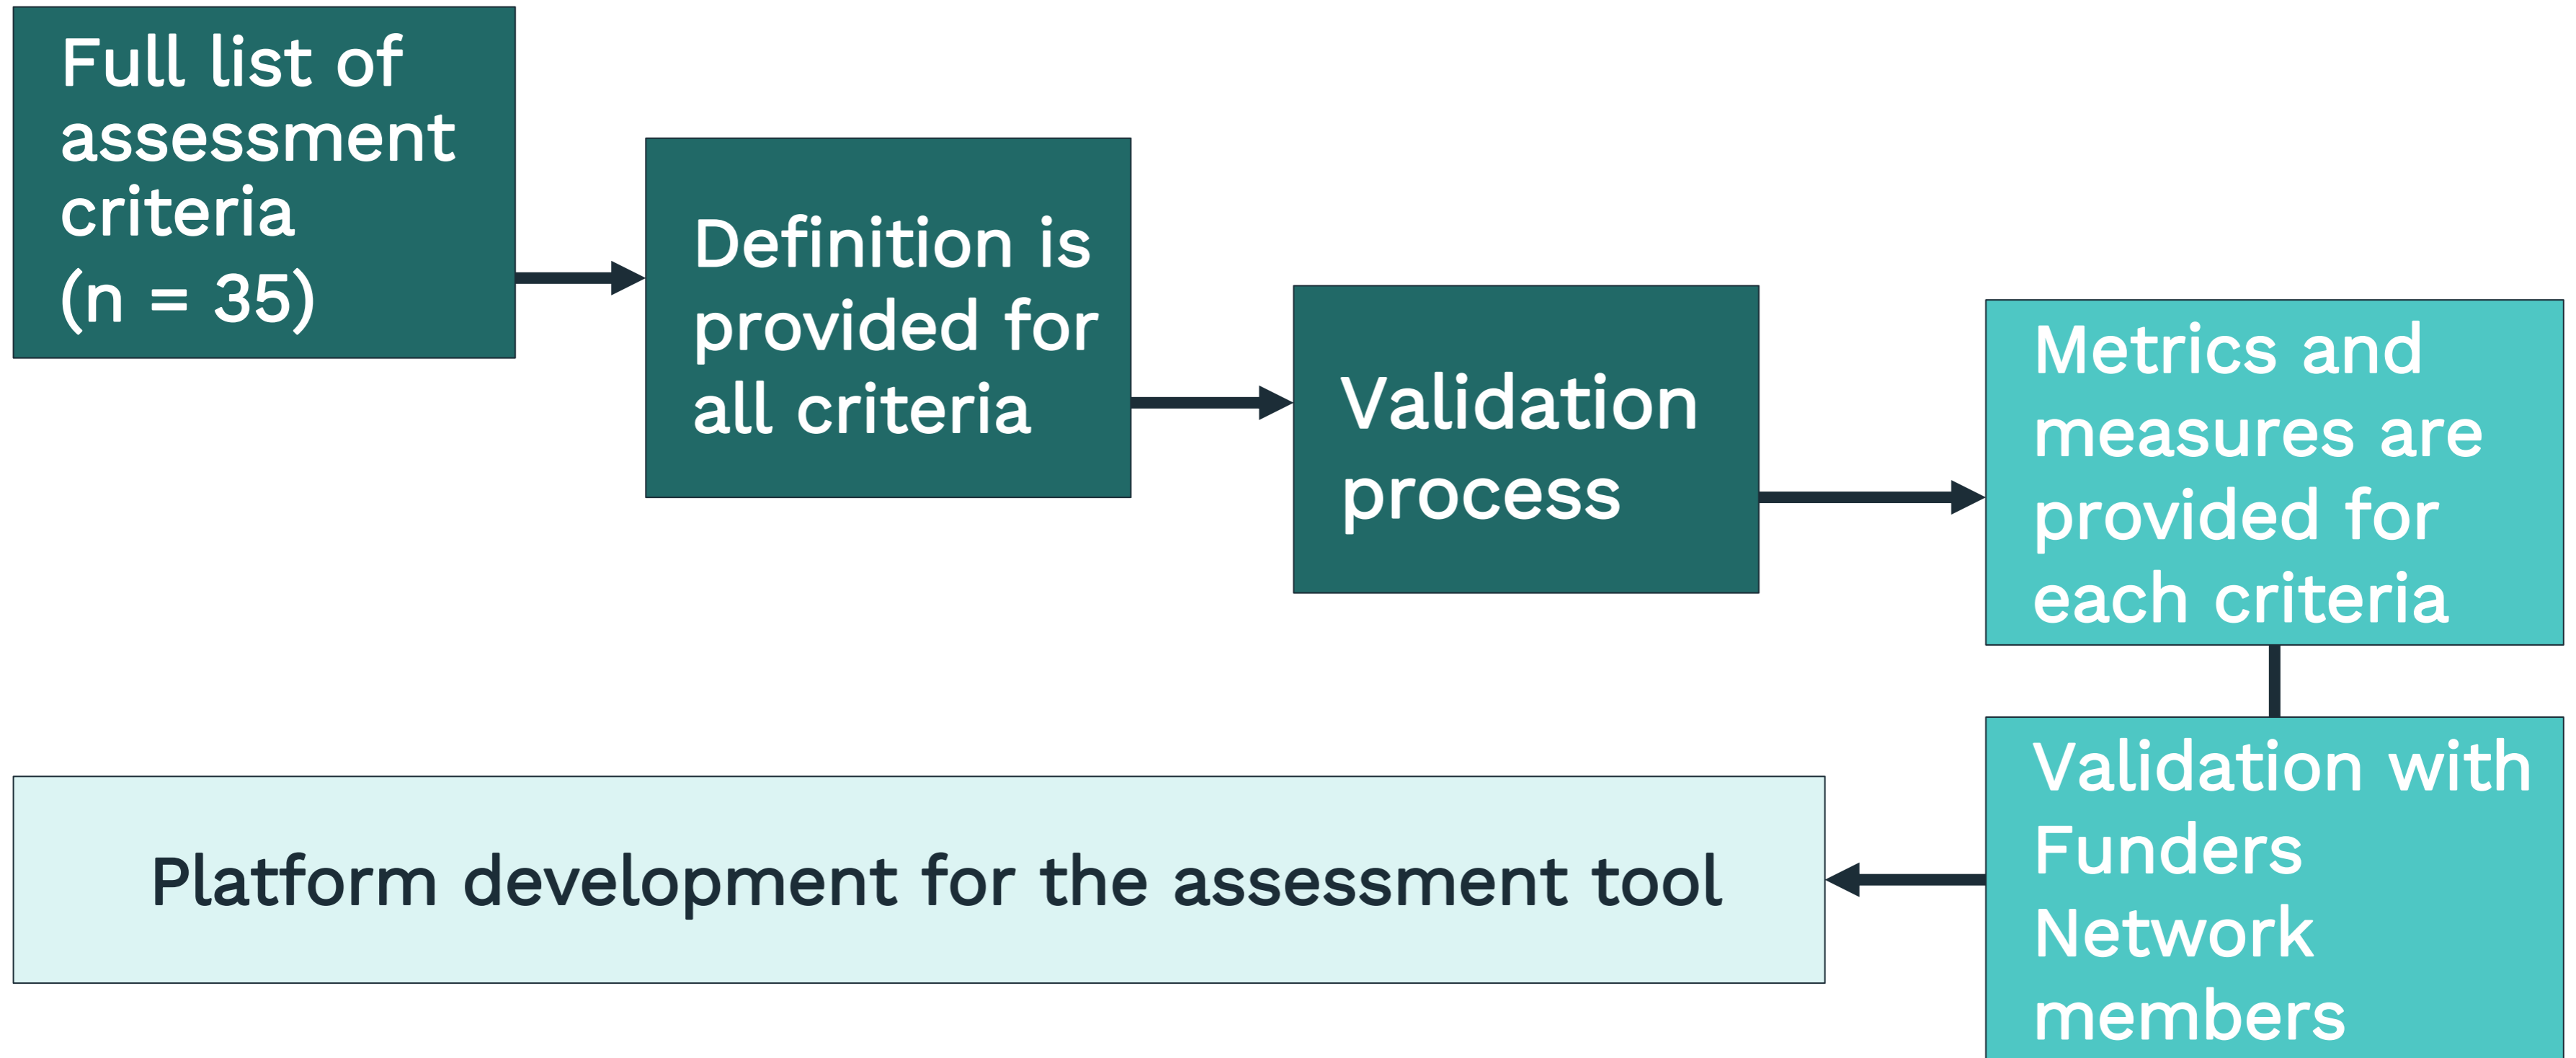 Full list of
assessment
criteria
(n = 35)
Definition is
provided for
all criteria
Validation
process
Metrics and
measures are
provided for
each criteria
Validation with
Funders
Network
members
Platform development for the assessment tool